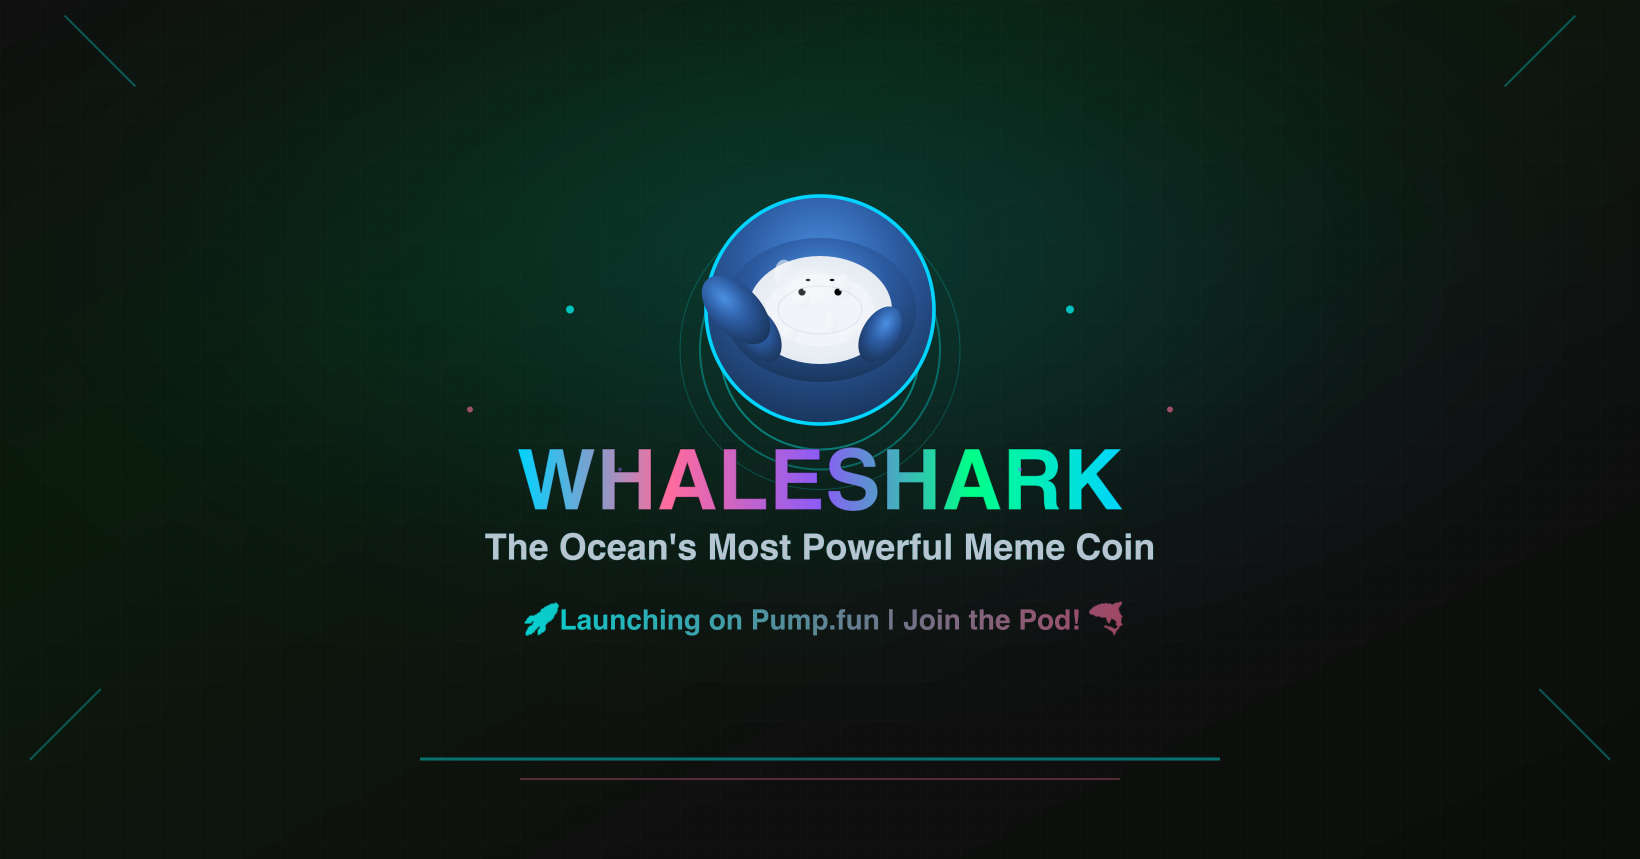 WHALESHARK
The Ocean's Most Powerful Meme Coin
🚀Launching on Pump.fun | Join the Pod! 🦈